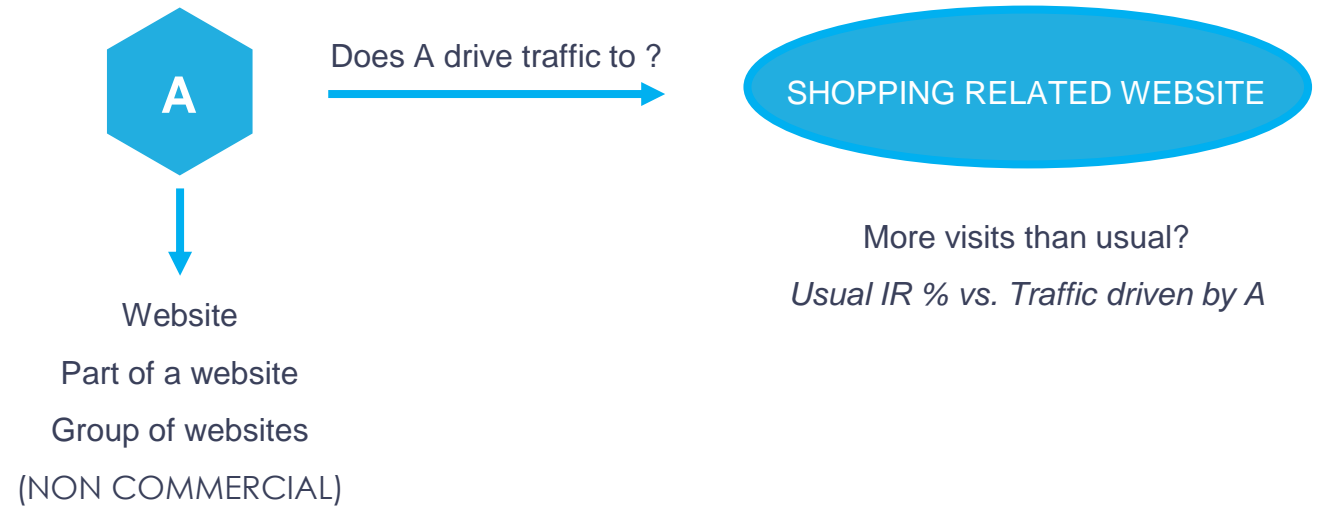 A
Does A drive traffic to ?
SHOPPING RELATED WEBSITE
More visits than usual?
Usual IR % vs. Traffic driven by A
Website
Part of a website
Group of websites
(NON COMMERCIAL)